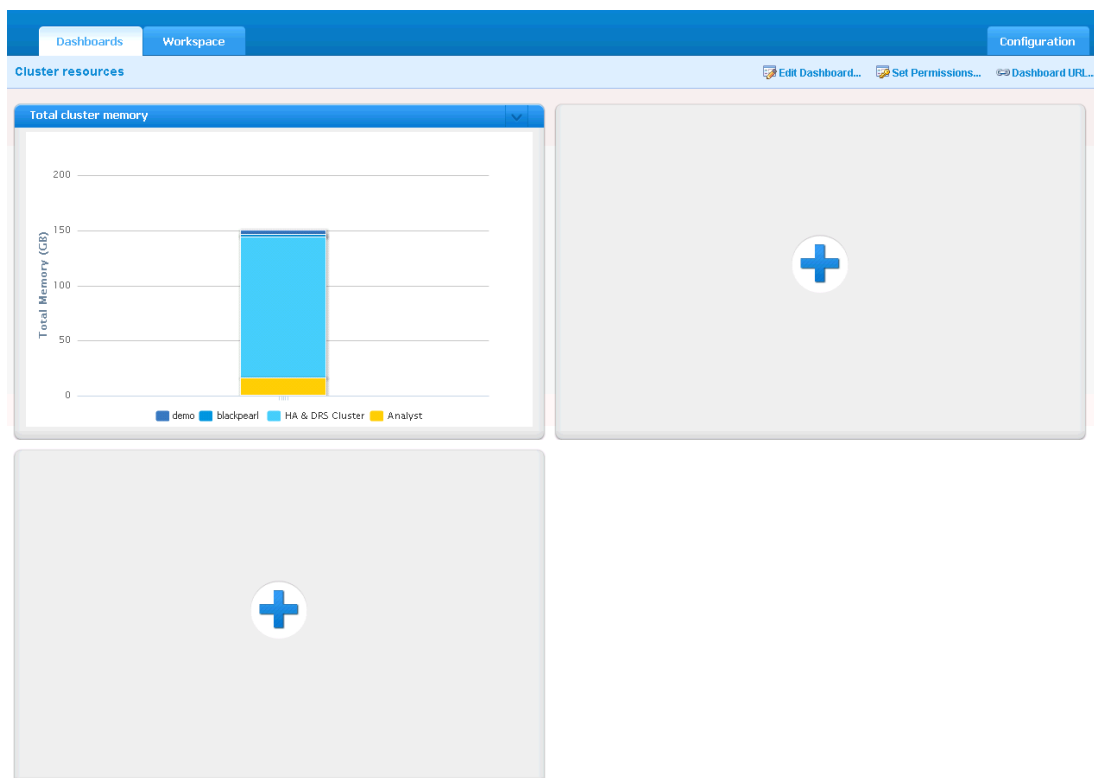 Dashboards Workspace Configuration
Cluster resources Edit Dashboard... Set Permissions... Dashboard URL...
Total cluster memory
200
150
100
50
0
Total Memory (GB)
demo blackpearl HA & DRS Cluster Analyst